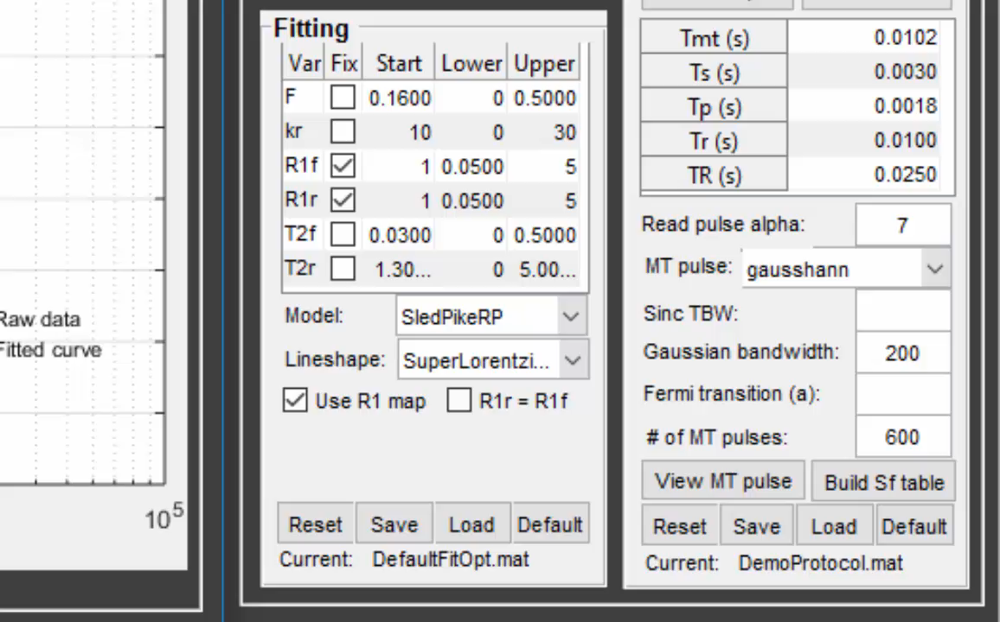 Raw data
Fitted curve
10^5
Fitting
Var Fix Start Lower Upper
F 0.1600 0 0.5000
kr 10 0 30
R1f 1 0.0500 5
R1r 1 0.0500 5
T2f 0.0300 0 0.5000
T2r 1.30... 0 5.00...
Model: SledPikeRP
Lineshape: SuperLorentzi...
Use R1 map R1r = R1f
Reset Save Load Default
Current: DefaultFitOpt.mat
Tmt (s) 0.0102
Ts (s) 0.0030
Tp (s) 0.0018
Tr (s) 0.0100
TR (s) 0.0250
Read pulse alpha: 7
MT pulse: gausshann
Sinc TBW:
Gaussian bandwidth: 200
Fermi transition (a):
# of MT pulses: 600
View MT pulse Build Sf table
Reset Save Load Default
Current: DemoProtocol.mat